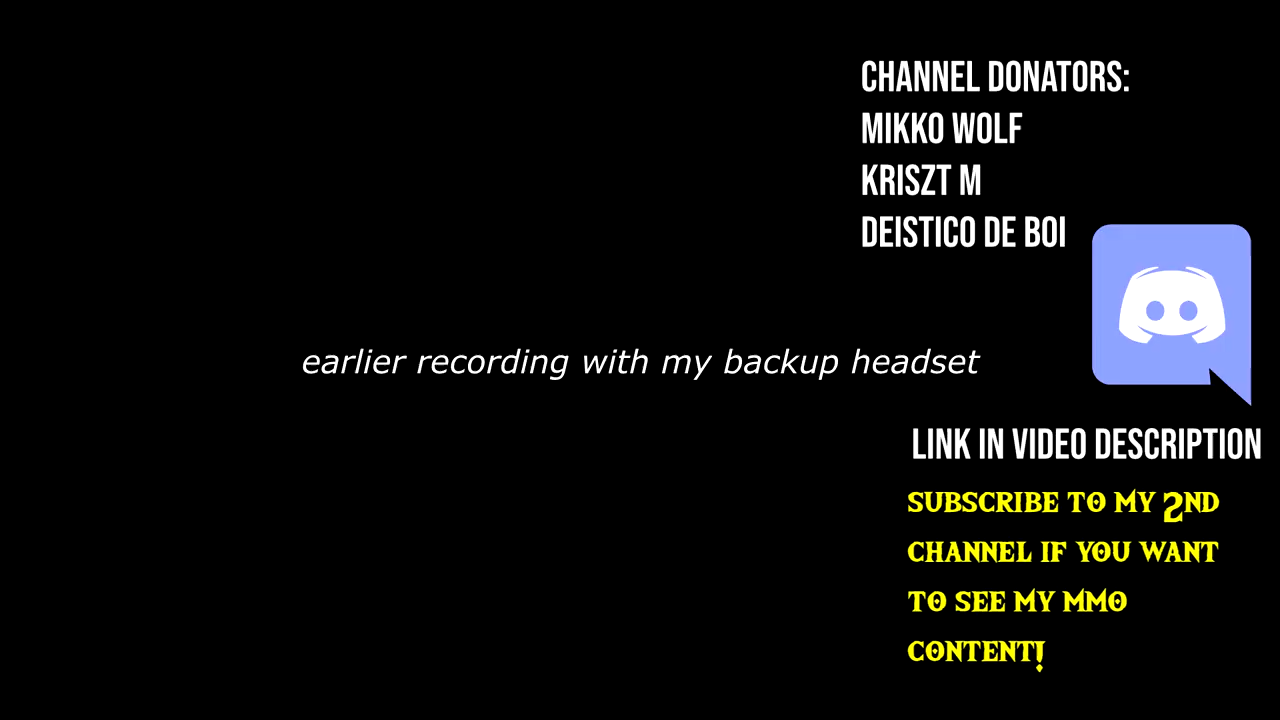 CHANNEL DONATORS:
MIKKO WOLF
KRISZT M
DEISTICO DE BOI
earlier recording with my backup headset
LINK IN VIDEO DESCRIPTION
SUBSCRIBE TO MY 2ND
CHANNEL IF YOU WANT
TO SEE MY MMO
CONTENT!